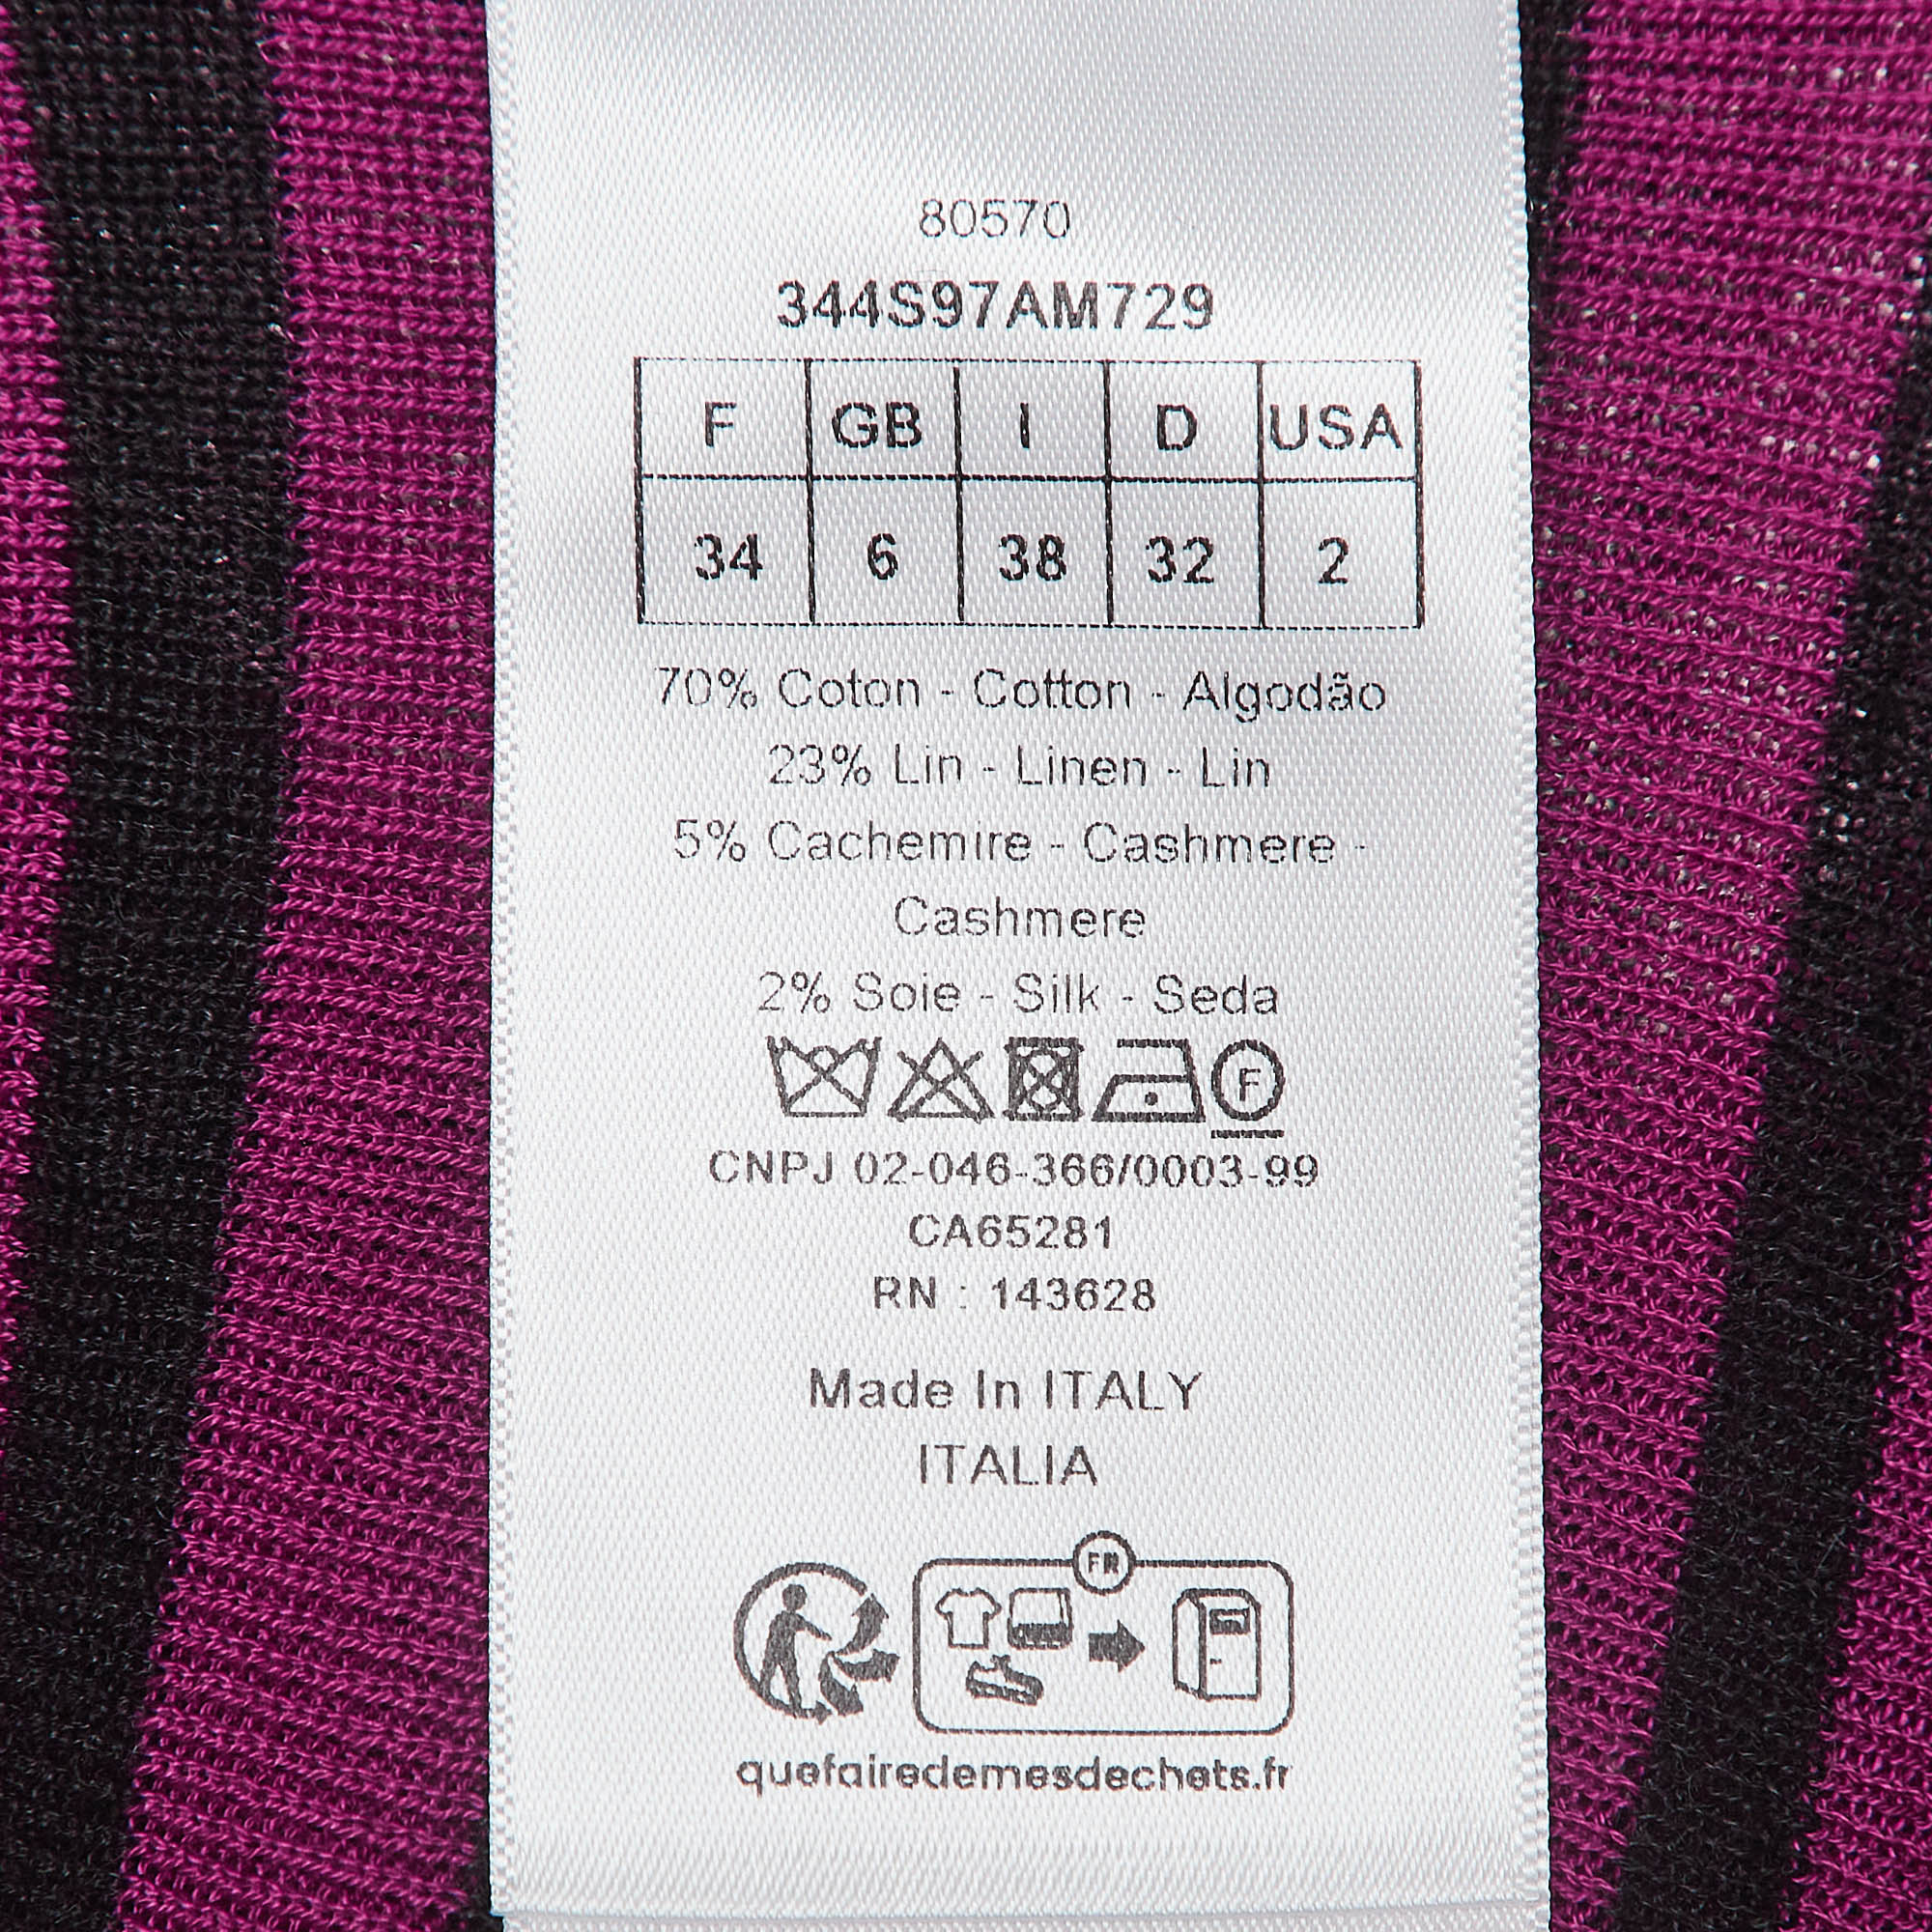 80570
344S97AM729
F GB I D USA
34 6 38 32 2
70% Coton - Cotton - Algodão
23% Lin - Linen - Lin
5% Cachemire - Cashmere -
Cashmere
2% Soie - Silk - Seda
F
CNPJ 02-046-366/0003-99
CA65281
RN : 143628
Made In ITALY
ITALIA
FR
quefairedemesdechets.fr